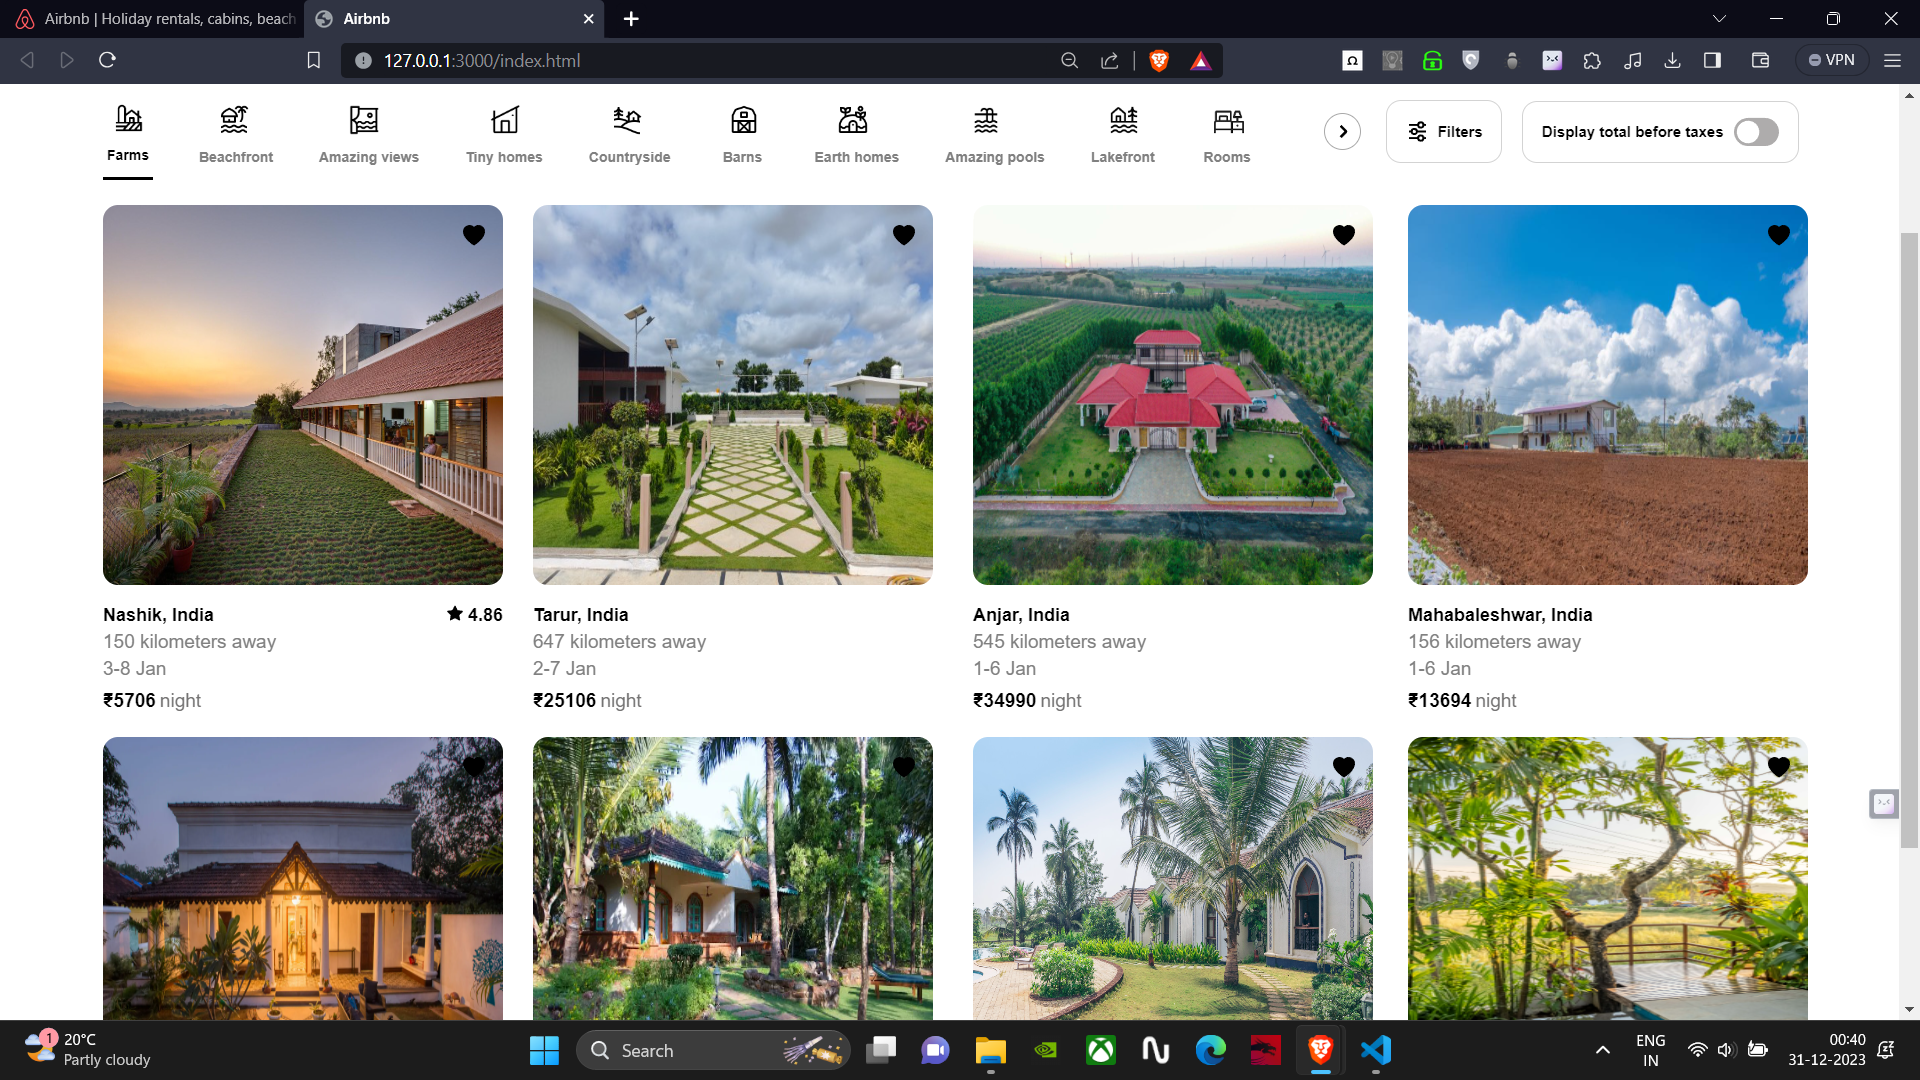 Airbnb | Holiday rentals, cabins, beach
Airbnb
127.0.0.1:3000/index.html
VPN
Farms
Beachfront
Amazing views
Tiny homes
Countryside
Barns
Earth homes
Amazing pools
Lakefront
Rooms
Filters
Display total before taxes
Nashik, India
4.86
150 kilometers away
3-8 Jan
₹5706 night
Tarur, India
647 kilometers away
2-7 Jan
₹25106 night
Anjar, India
545 kilometers away
1-6 Jan
₹34990 night
Mahabaleshwar, India
156 kilometers away
1-6 Jan
₹13694 night
1
20°C
Partly cloudy
Search
ENG
IN
00:40
31-12-2023